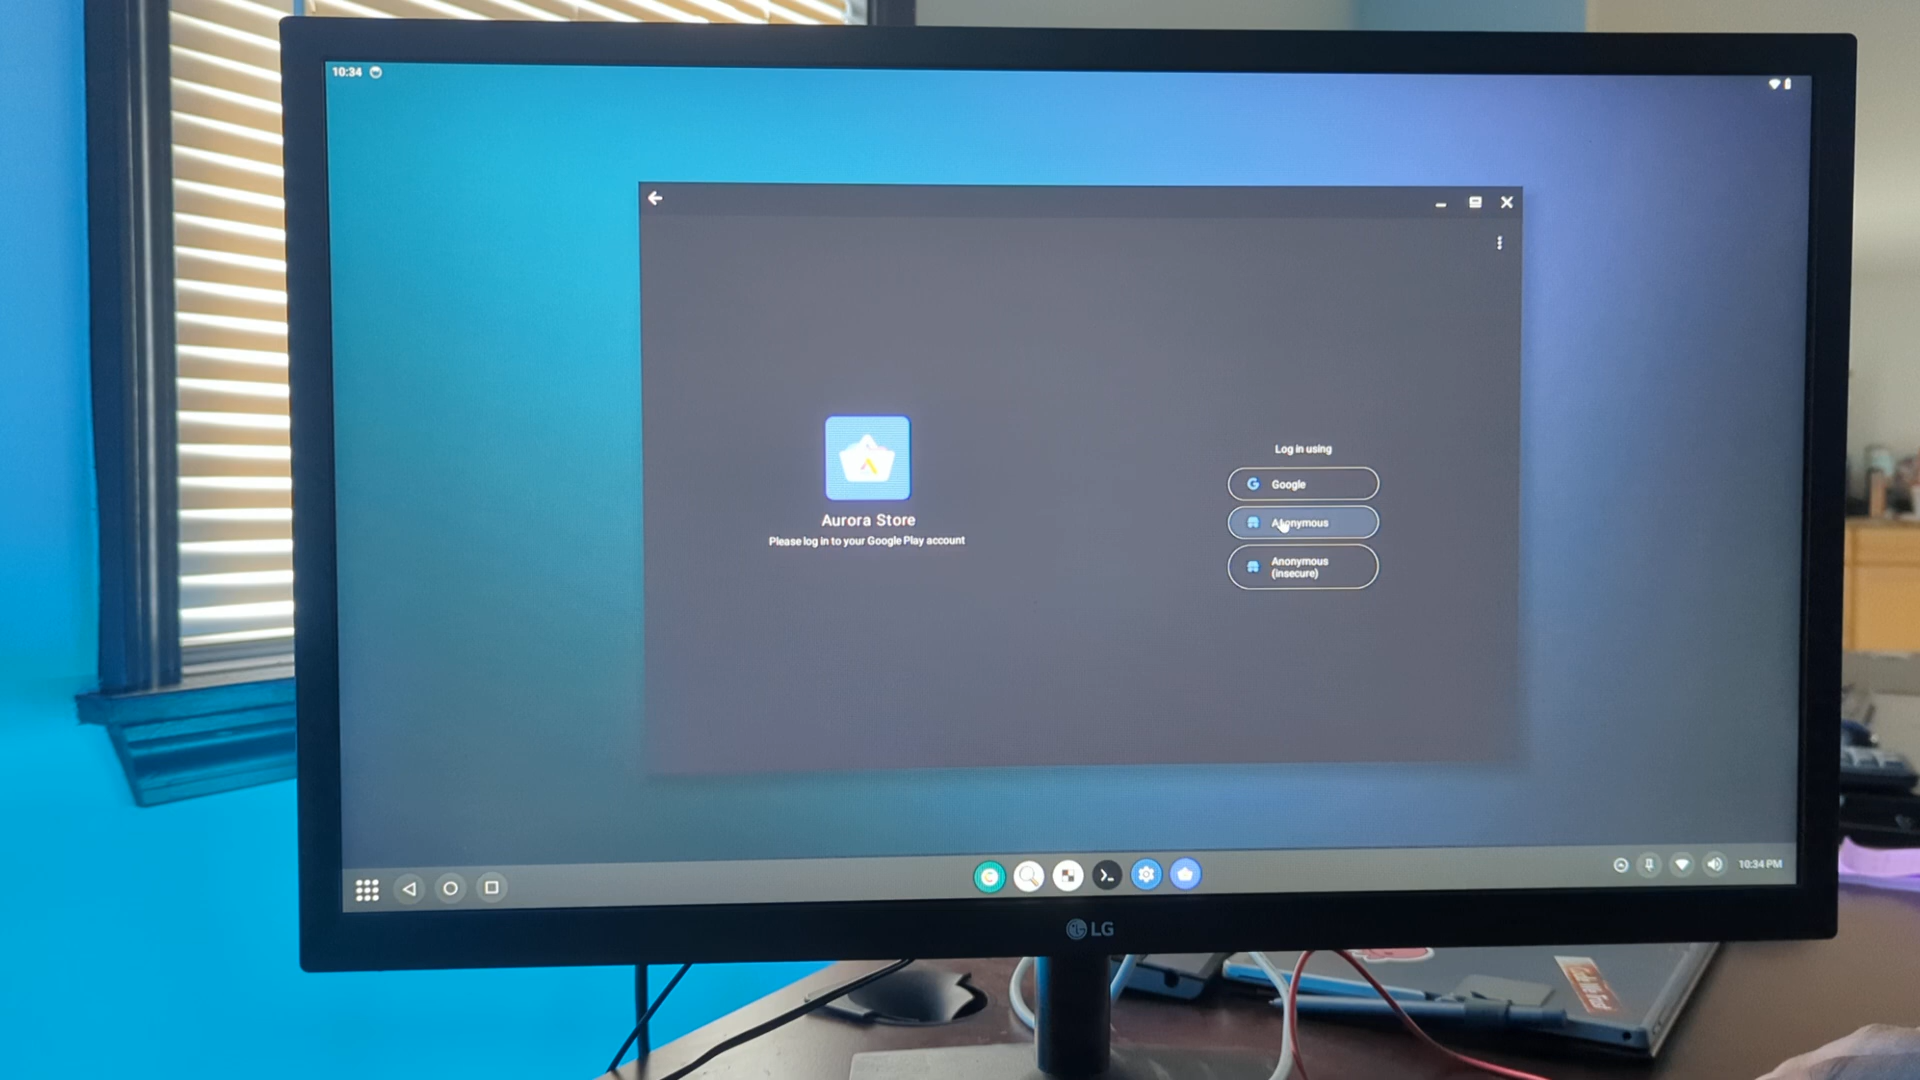 10:34
Log in using
Google
Aurora Store
Anonymous
Please log in to your Google Play account
Anonymous
(insecure)
10:34 PM
LG